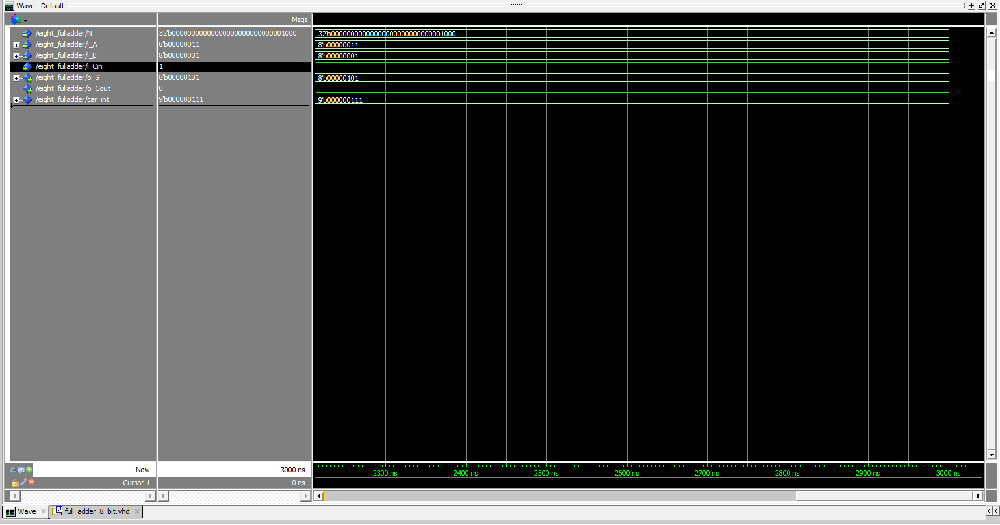 Wave - Default
Msgs
/eight_fulladder/N 32'b00000000000000000000000000001000 32'b00000000000000000000000000001000
/eight_fulladder/i_A 8'b00000011 8'b00000011
/eight_fulladder/i_B 8'b00000001 8'b00000001
/eight_fulladder/i_Cin 1
/eight_fulladder/o_S 8'b00000101 8'b00000101
/eight_fulladder/o_Cout 0
/eight_fulladder/car_int 9'b000000111 9'b000000111
Now 3000 ns 2300 ns 2400 ns 2500 ns 2600 ns 2700 ns 2800 ns 2900 ns 3000 ns
Cursor 1 0 ns
Wave full_adder_8_bit.vhd